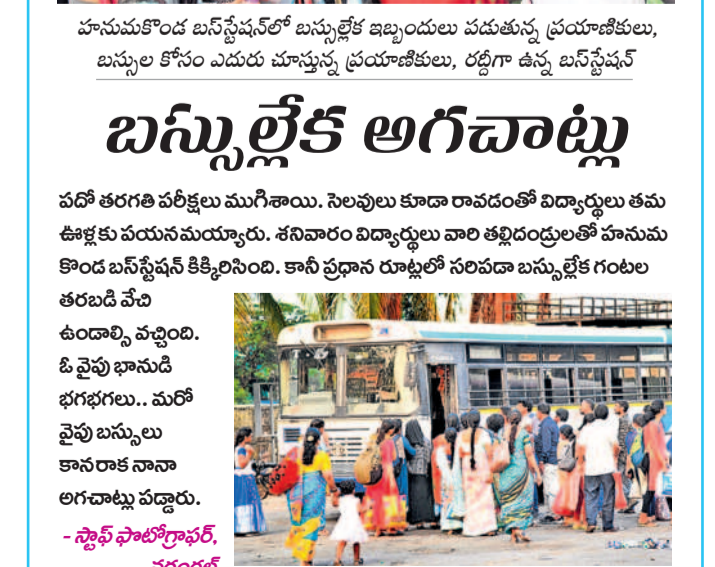 హనుమకొండ బస్‌స్టేషన్‌లో బస్సుల్లేక ఇబ్బందులు పడుతున్న ప్రయాణికులు,
బస్సుల కోసం ఎదురు చూస్తున్న ప్రయాణికులు, రద్దీగా ఉన్న బస్‌స్టేషన్
బస్సుల్లేక అగచాట్లు
పదో తరగతి పరీక్షలు ముగిశాయి. సెలవులు కూడా రావడంతో విద్యార్థులు తమ
ఊళ్లకు పయనమయ్యారు. శనివారం విద్యార్థులు వారి తల్లిదండ్రులతో హనుమ
కొండ బస్‌స్టేషన్ కిక్కిరిసింది. కానీ ప్రధాన రూట్లలో సరిపడా బస్సుల్లేక గంటల
తరబడి వేచి
ఉండాల్సి వచ్చింది.
ఓ వైపు భానుడి
భగభగలు.. మరో
వైపు బస్సులు
కానరాక నానా
అగచాట్లు పడ్డారు.
- స్టాఫ్ ఫొటోగ్రాఫర్,